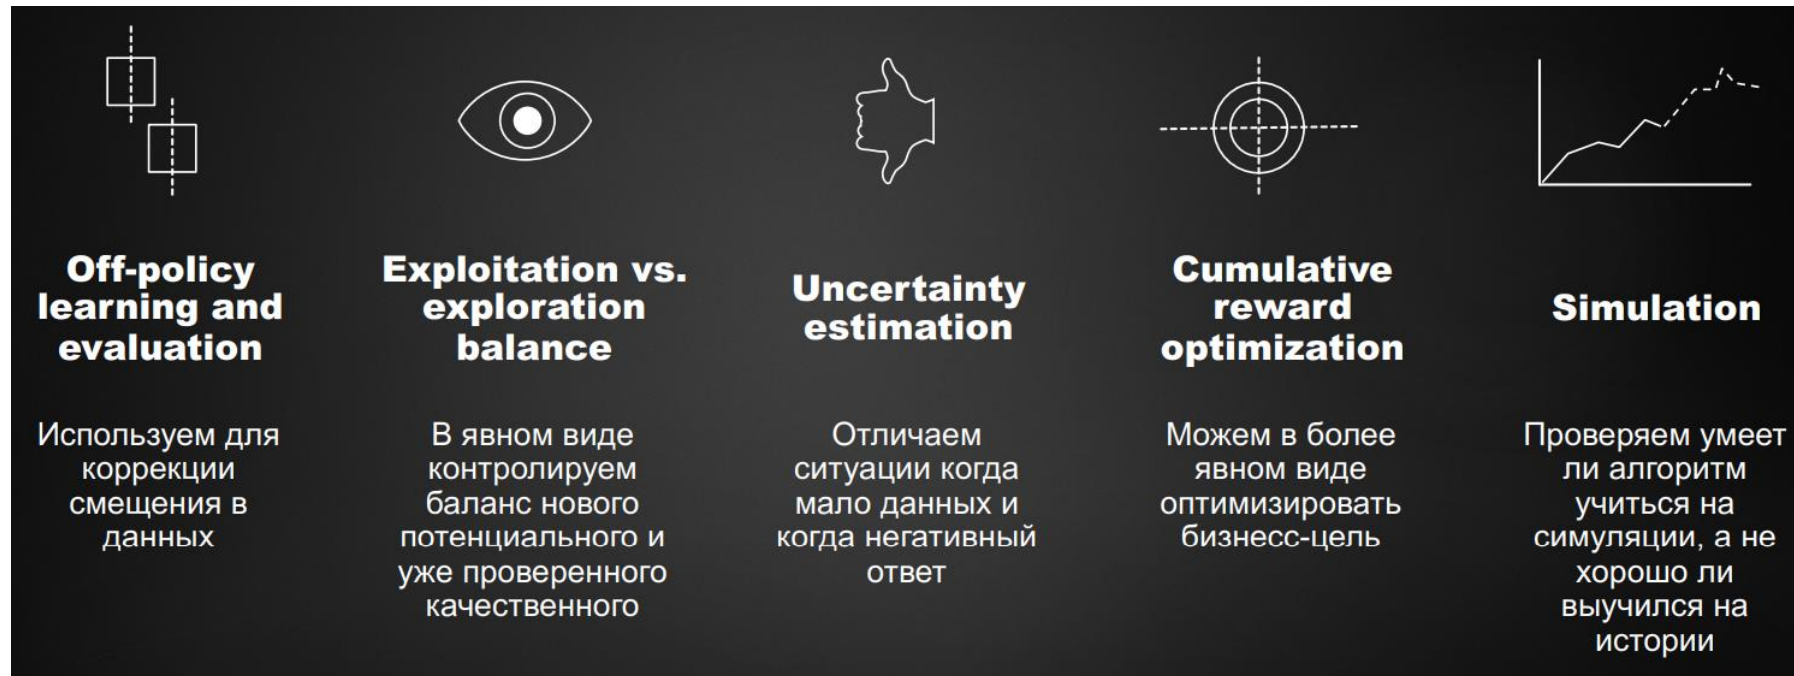 Off-policy
learning and
evaluation
Используем для
коррекции
смещения в
данных
Exploitation vs.
exploration
balance
В явном виде
контролируем
баланс нового
потенциального и
уже проверенного
качественного
Uncertainty
estimation
Отличаем
ситуации когда
мало данных и
когда негативный
ответ
Cumulative
reward
optimization
Можем в более
явном виде
оптимизировать
бизнесс-цель
Simulation
Проверяем умеет
ли алгоритм
учиться на
симуляции, а не
хорошо ли
выучился на
истории